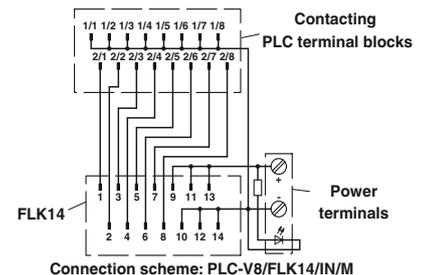 Contacting
PLC terminal blocks
1/1 1/2 1/3 1/4 1/5 1/6 1/7 1/8
2/1 2/2 2/3 2/4 2/5 2/6 2/7 2/8
1 3 5 7 9 11 13
+
-
2 4 6 8 10 12 14
FLK14
Power
terminals
Connection scheme: PLC-V8/FLK14/IN/M